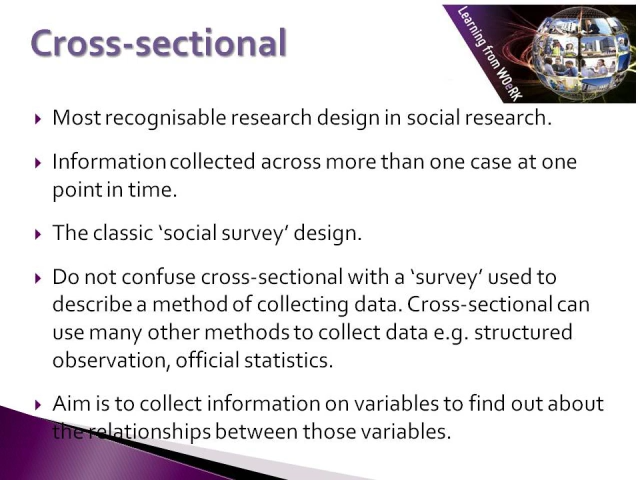 Cross-sectional
Learning from WOeRK
Most recognisable research design in social research.
Information collected across more than one case at one
point in time.
The classic ‘social survey’ design.
Do not confuse cross-sectional with a ‘survey’ used to
describe a method of collecting data. Cross-sectional can
use many other methods to collect data e.g. structured
observation, official statistics.
Aim is to collect information on variables to find out about
the relationships between those variables.